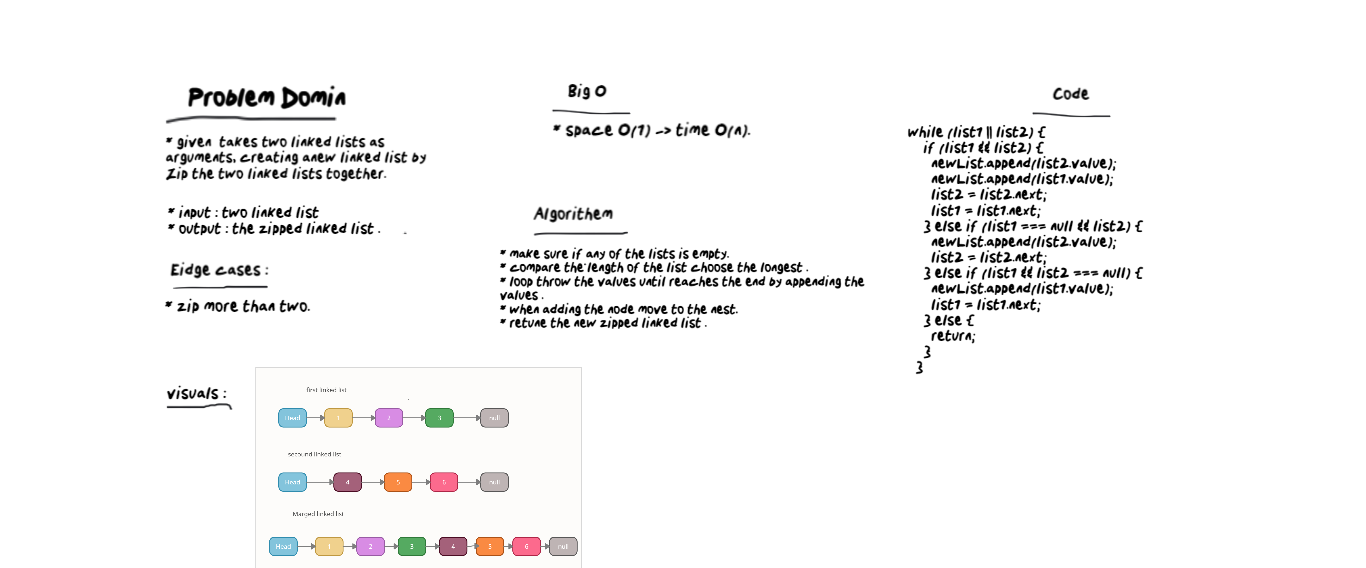 Problem Domin
* given takes two linked lists as
arguments, creating anew linked list by
Zip the two linked lists together.
* input : two linked list
* output : the zipped linked list .
Eidge cases :
* zip more than two.
visuals :
first linked list
Head 1 2 3 null
secound linked list
Head 4 5 6 null
Marged linked list
Head 1 2 3 4 5 6 nut
Big O
* space O(1) -> time O(n).
Algorithem
* make sure if any of the lists is empty.
* compare the length of the list choose the longest .
* loop throw the values until reaches the end by appending the
values .
* when adding the node move to the nest.
* retune the new zipped linked list .
Code
while (list1 || list2) {
if (list1 && list2) {
newList.append(list2.value);
newList.append(list1.value);
list2 = list2.next;
list1 = list1.next;
} else if (list1 === null && list2) {
newList.append(list2.value);
list2 = list2.next;
} else if (list1 && list2 === null) {
newList.append(list1.value);
list1 = list1.next;
} else {
return;
}
}